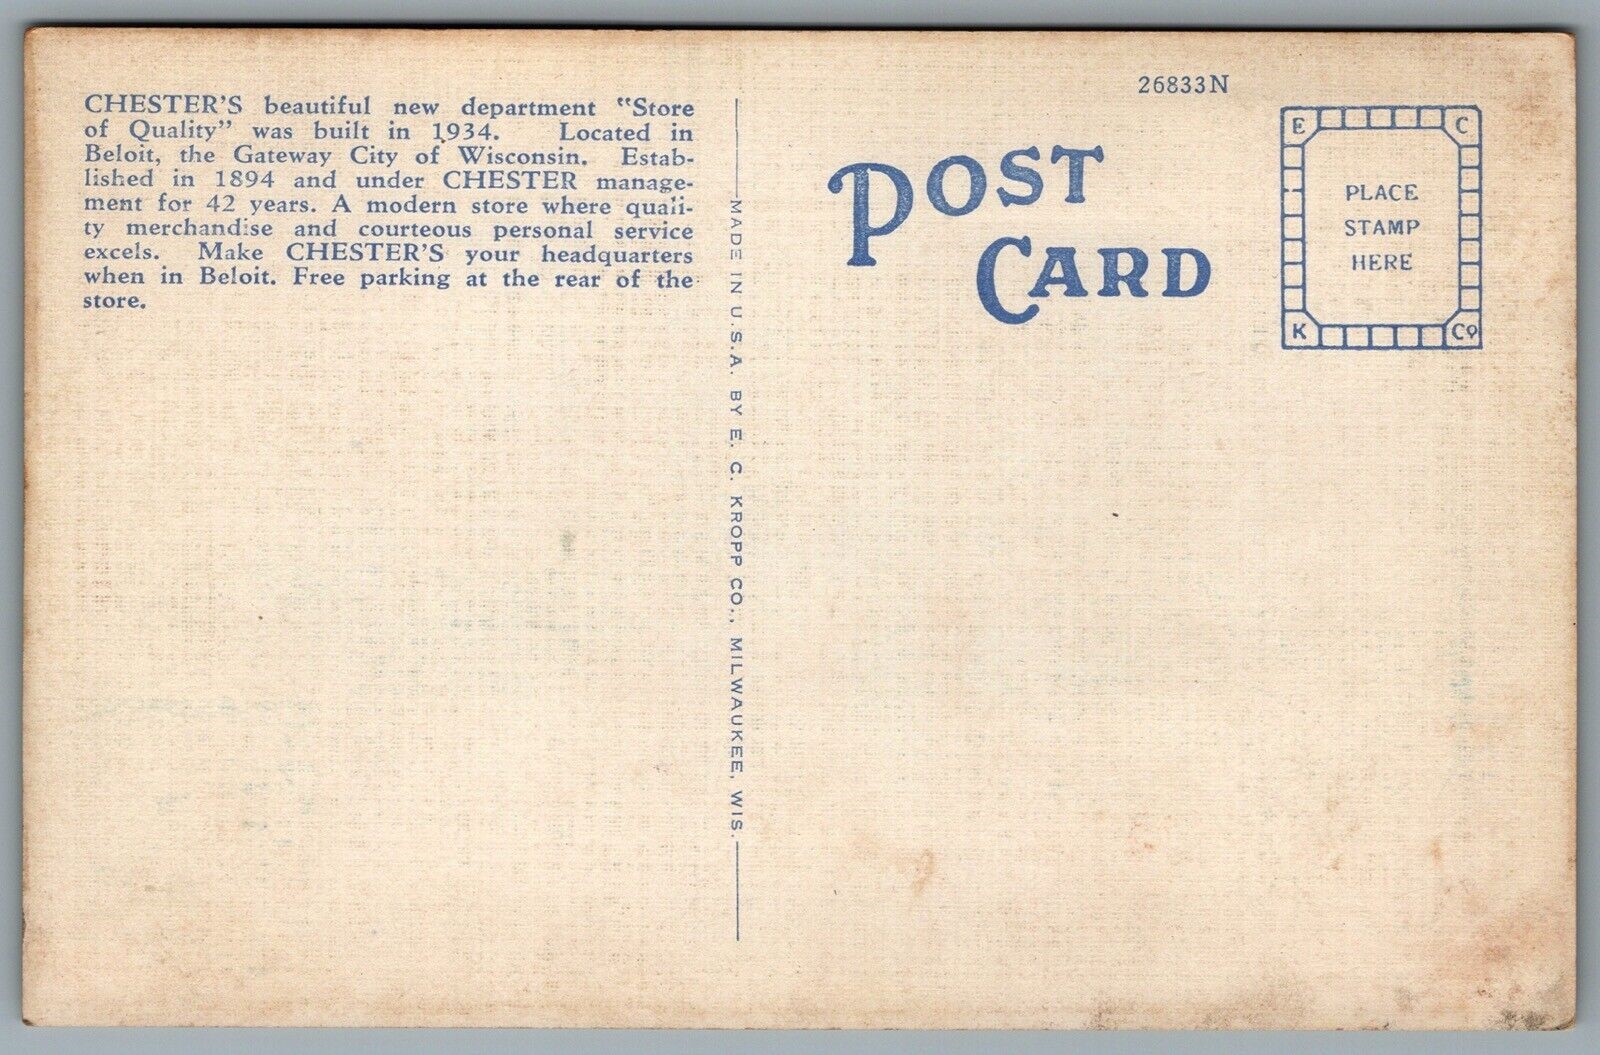 CHESTER'S beautiful new department "Store
of Quality" was built in 1934. Located in
Beloit, the Gateway City of Wisconsin. Estab-
lished in 1894 and under CHESTER manage-
ment for 42 years. A modern store where quali-
ty merchandise and courteous personal service
excels. Make CHESTER'S your headquarters
when in Beloit. Free parking at the rear of the
store.
MADE IN U.S.A. BY E. C. KROPP CO., MILWAUKEE, WIS.
26833N
POST
CARD
E C
PLACE
STAMP
HERE
K Co